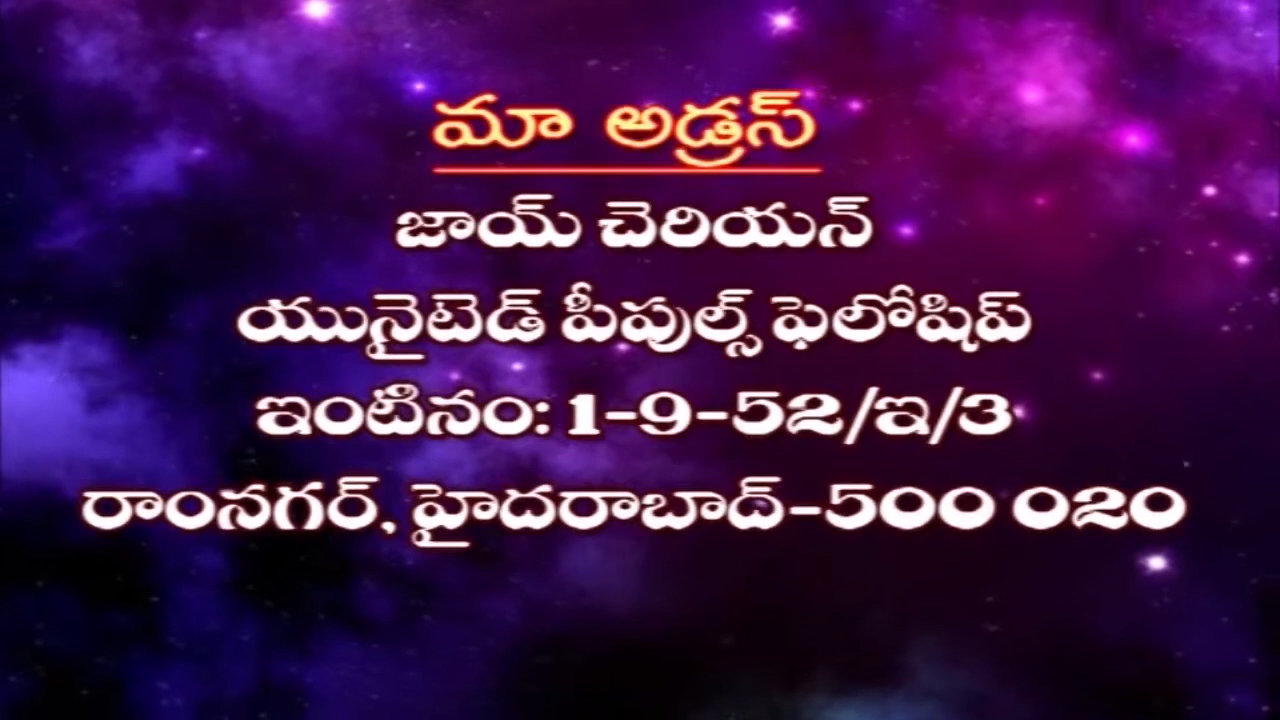 మా అడ్రస్
జాయ్ చెరియన్
యునైటెడ్ పీపుల్స్ ఫెలోషిప్
ఇంటినం: 1-9-52/ఇ/3
రాంనగర్, హైదరాబాద్-500 020